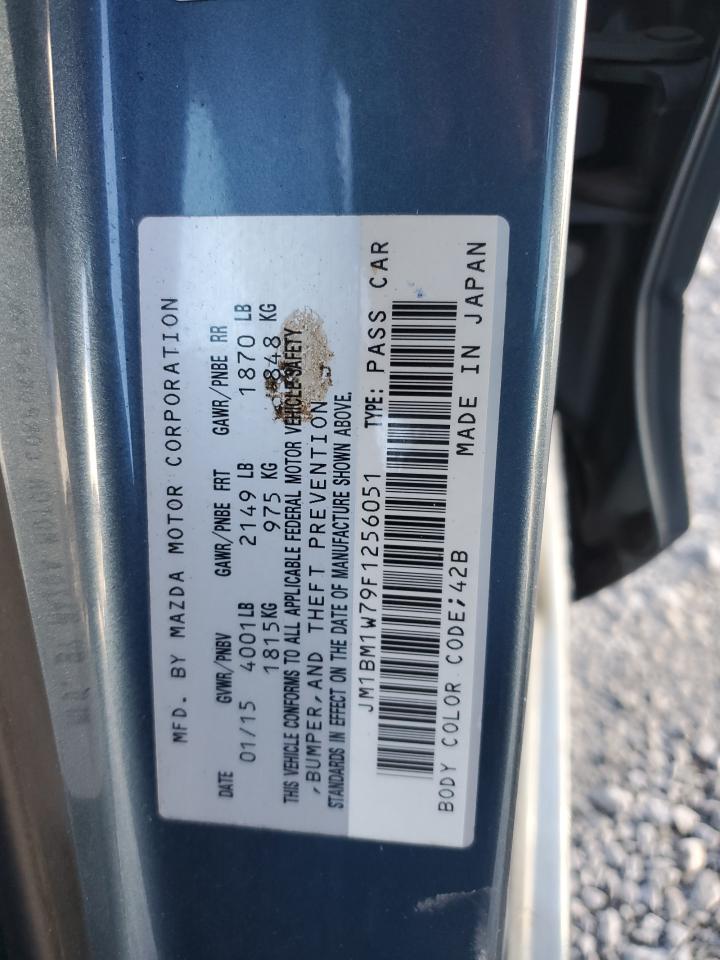 MFD. BY MAZDA MOTOR CORPORATION
DATE GVWR/PNBV GAWR/PNBE FRT GAWR/PNBE RR
01/15 4001LB 2149 LB 1870 LB
1815KG 975 KG 848 KG
THIS VEHICLE CONFORMS TO ALL APPLICABLE FEDERAL MOTOR VEHICLE SAFETY
,BUMPER,AND THEFT PREVENTION
STANDARDS IN EFFECT ON THE DATE OF MANUFACTURE SHOWN ABOVE.
JM1BM1W79F1256051 TYPE: PASS CAR
BODY COLOR CODE;42B MADE IN JAPAN